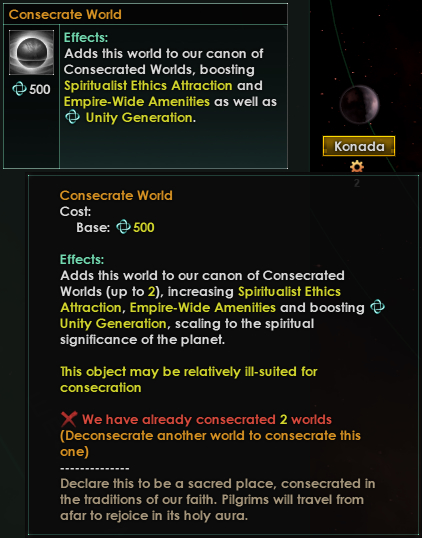 Consecrate World
Effects:
Adds this world to our canon of
Consecrated Worlds, boosting
Spiritualist Ethics Attraction and
Empire-Wide Amenities as well as
Unity Generation.
500
Konada
2
Consecrate World
Cost:
Base: 500
Effects:
Adds this world to our canon of Consecrated
Worlds (up to 2), increasing Spiritualist Ethics
Attraction, Empire-Wide Amenities and boosting
Unity Generation, scaling to the spiritual
significance of the planet.
This object may be relatively ill-suited for
consecration
We have already consecrated 2 worlds
(Deconsecrate another world to consecrate this
one)
--------------
Declare this to be a sacred place, consecrated in
the traditions of our faith. Pilgrims will travel from
afar to rejoice in its holy aura.